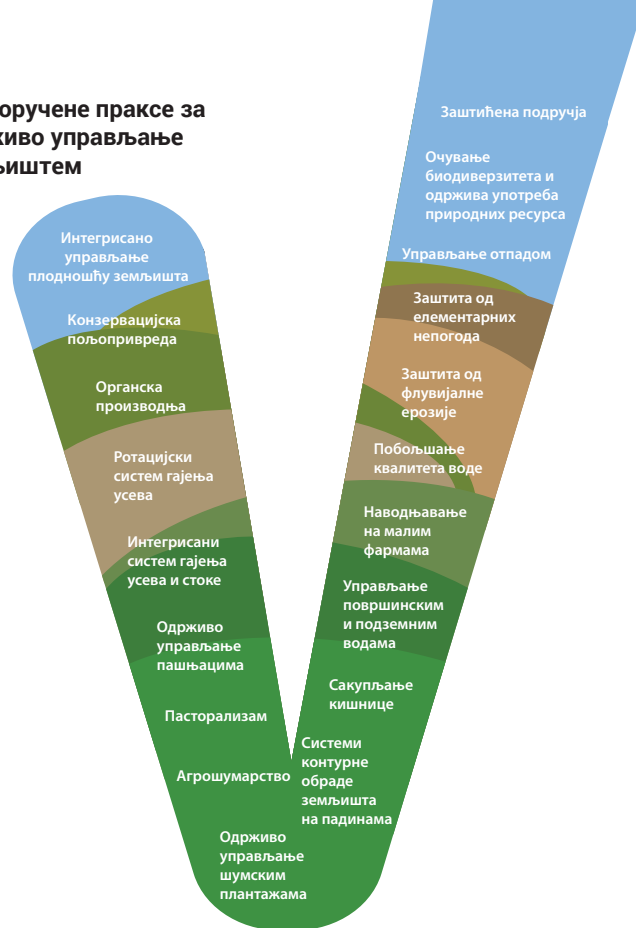 оручене праксе за
иво управљање
иштем
Интегрисано
управљање
плодношћу земљишта
Конзервацијска
пољопривреда
Органска
производња
Ротацијски
систем гајења
усева
Интегрисани
систем гајења
усева и стоке
Одрживо
управљање
пашњацима
Пасторализам
Агрошумарство
Одрживо
управљање
шумским
плантажама
Заштићена подручја
Очување
биодиверзитета и
одржива употреба
природних ресурса
Управљање отпадом
Заштита од
елементарних
непогода
Заштита од
флувијалне
ерозије
Побољшање
квалитета воде
Наводњавање
на малим
фармама
Управљање
површинским
и подземним
водама
Сакупљање
кишнице
Системи
контурне
обраде
земљишта
на падинама